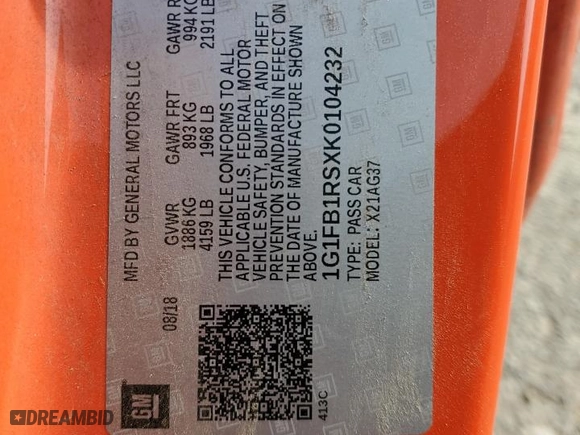 MFD BY GENERAL MOTORS LLC
08/18
GVWR GAWR FRT GAWR R
1886 KG 893 KG 994 KG
4159 LB 1968 LB 2191 LB
THIS VEHICLE CONFORMS TO ALL
APPLICABLE U.S. FEDERAL MOTOR
VEHICLE SAFETY, BUMPER, AND THEFT
PREVENTION STANDARDS IN EFFECT ON
THE DATE OF MANUFACTURE SHOWN
ABOVE.
1G1FB1RSXK0104232
TYPE: PASS CAR
MODEL: X21AG37
413C
GM
DREAMBID